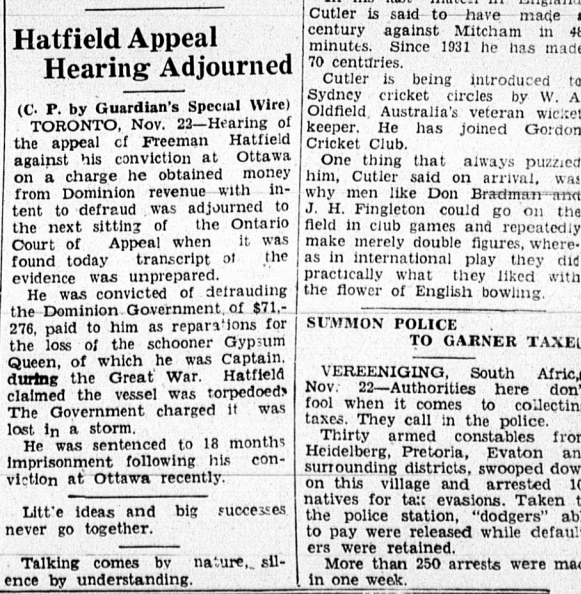 Hatfield Appeal
Hearing Adjourned
(C. P. by Guardian's Special Wire)
TORONTO, Nov. 22—Hearing of
the appeal of Freeman Hatfield
against his conviction at Ottawa
on a charge he obtained money
from Dominion revenue with in-
tent to defraud was adjourned to
the next sitting of the Ontario
Court of Appeal when it was
found today transcript of the
evidence was unprepared.
He was convicted of defrauding
the Dominion Government of $71,-
276, paid to him as reparations for
the loss of the schooner Gypsum
Queen, of which he was Captain,
during the Great War. Hatfield
claimed the vessel was torpedoed.
The Government charged it was
lost in a storm.
He was sentenced to 18 months
imprisonment following his con-
viction at Ottawa recently.
Litt'e ideas and big successes
never go together.
Talking comes by nature, sil-
ence by understanding.
Cutler is said to have made
century against Mitcham in 48
minutes. Since 1931 he has made
70 centuries.
Cutler is being introduced to
Sydney cricket circles by W. A.
Oldfield, Australia's veteran wicket
keeper. He has joined Gordon
Cricket Club.
One thing that always puzzled
him, Cutler said on arrival, was
why men like Don Bradman and
J. H. Fingleton could go on the
field in club games and repeatedly
make merely double figures, where-
as in international play they did
practically what they liked with
the flower of English bowling.
SUMMON POLICE
TO GARNER TAXE
VEREENIGING, South Afric,
Nov. 22—Authorities here don'
fool when it comes to collectin
taxes. They call in the police.
Thirty armed constables fro
Heidelberg, Pretoria, Evaton an
surrounding districts, swooped dow
on this village and arrested 10
natives for tax evasions. Taken t
the police station, "dodgers" ab
to pay were released while defaul
ers were retained.
More than 250 arrests were mad
in one week.